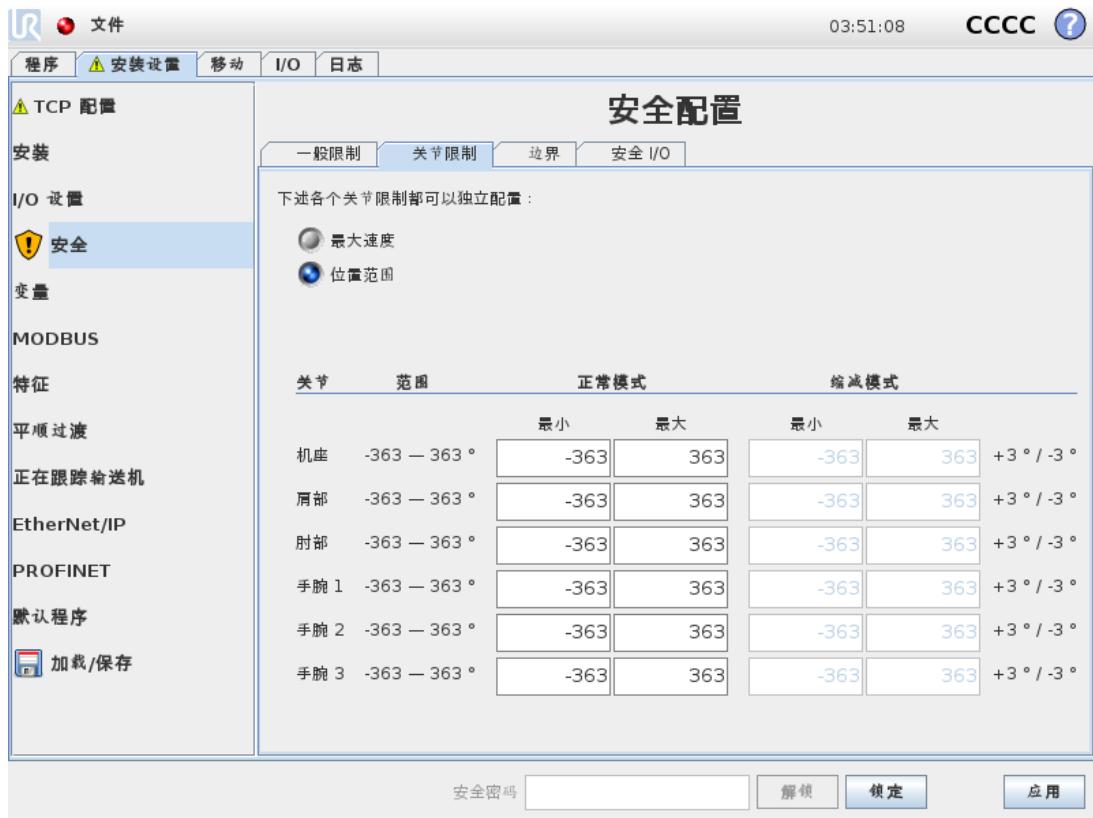 UR 文件 03:51:08 CCCC ?
程序 安装设置 移动 I/O 日志
TCP 配置
安装
I/O 设置
安全
变量
MODBUS
特征
平顺过渡
正在跟踪输送机
EtherNet/IP
PROFINET
默认程序
加载/保存
安全配置
一般限制 关节限制 边界 安全 I/O
下述各个关节限制都可以独立配置：
最大速度
位置范围
关节 范围 正常模式 缩减模式
最小 最大 最小 最大
机座 -363 — 363 ° -363 363 -363 363 +3 ° / -3 °
肩部 -363 — 363 ° -363 363 -363 363 +3 ° / -3 °
肘部 -363 — 363 ° -363 363 -363 363 +3 ° / -3 °
手腕 1 -363 — 363 ° -363 363 -363 363 +3 ° / -3 °
手腕 2 -363 — 363 ° -363 363 -363 363 +3 ° / -3 °
手腕 3 -363 — 363 ° -363 363 -363 363 +3 ° / -3 °
安全密码 解锁 锁定 应用